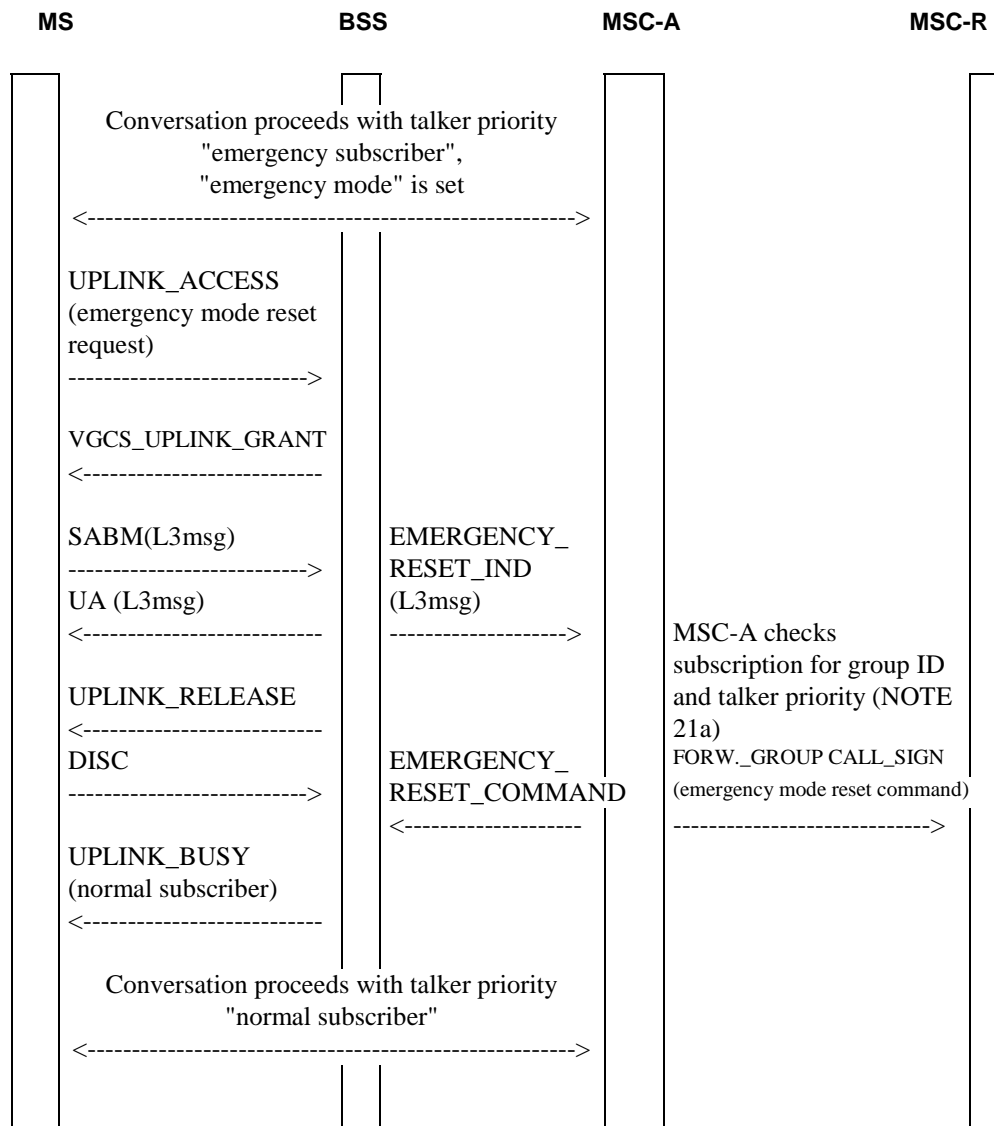 MS BSS MSC-A MSC-R
Conversation proceeds with talker priority
"emergency subscriber",
"emergency mode" is set
<--------------------------------------------------------->
UPLINK_ACCESS
(emergency mode reset
request)
--------------------------->
VGCS_UPLINK_GRANT
<---------------------------
SABM(L3msg)
--------------------------->
UA (L3msg)
<---------------------------
EMERGENCY_
RESET_IND
(L3msg)
-------------------->
MSC-A checks
subscription for group ID
and talker priority (NOTE
21a)
UPLINK_RELEASE
<---------------------------
DISC
--------------------------->
EMERGENCY_
RESET_COMMAND
<--------------------
FORW._GROUP CALL_SIGN
(emergency mode reset command)
----------------------------->
UPLINK_BUSY
(normal subscriber)
<---------------------------
Conversation proceeds with talker priority
"normal subscriber"
<--------------------------------------------------------->